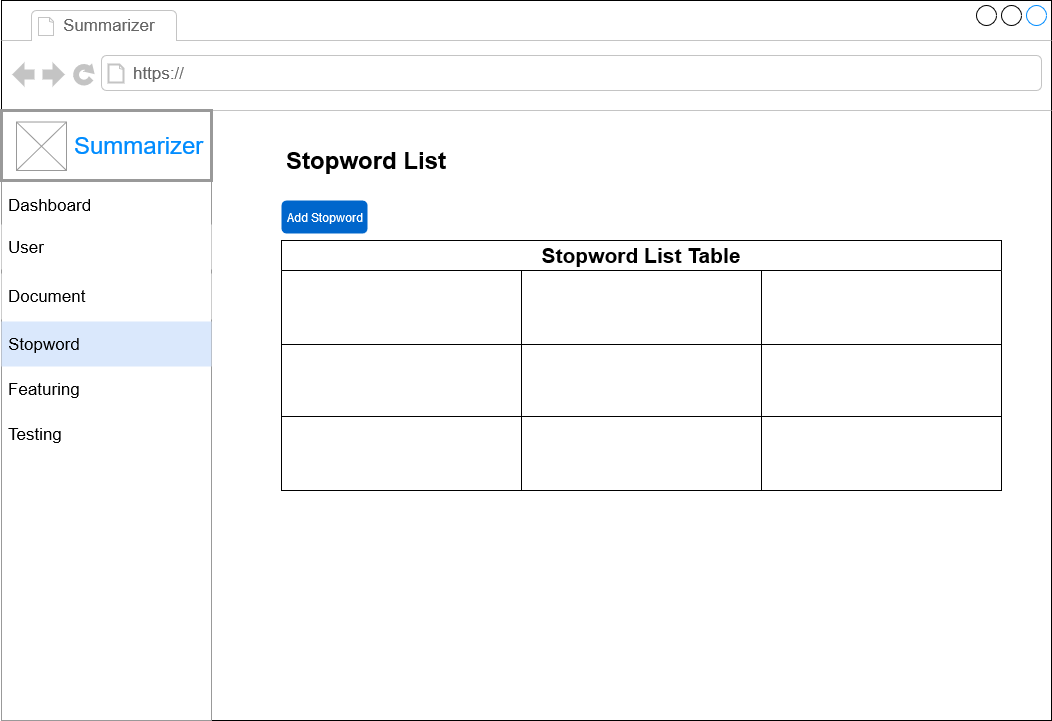 Summarizer
https://
Summarizer
Dashboard
User
Document
Stopword
Featuring
Testing
Stopword List
Add Stopword
Stopword List Table